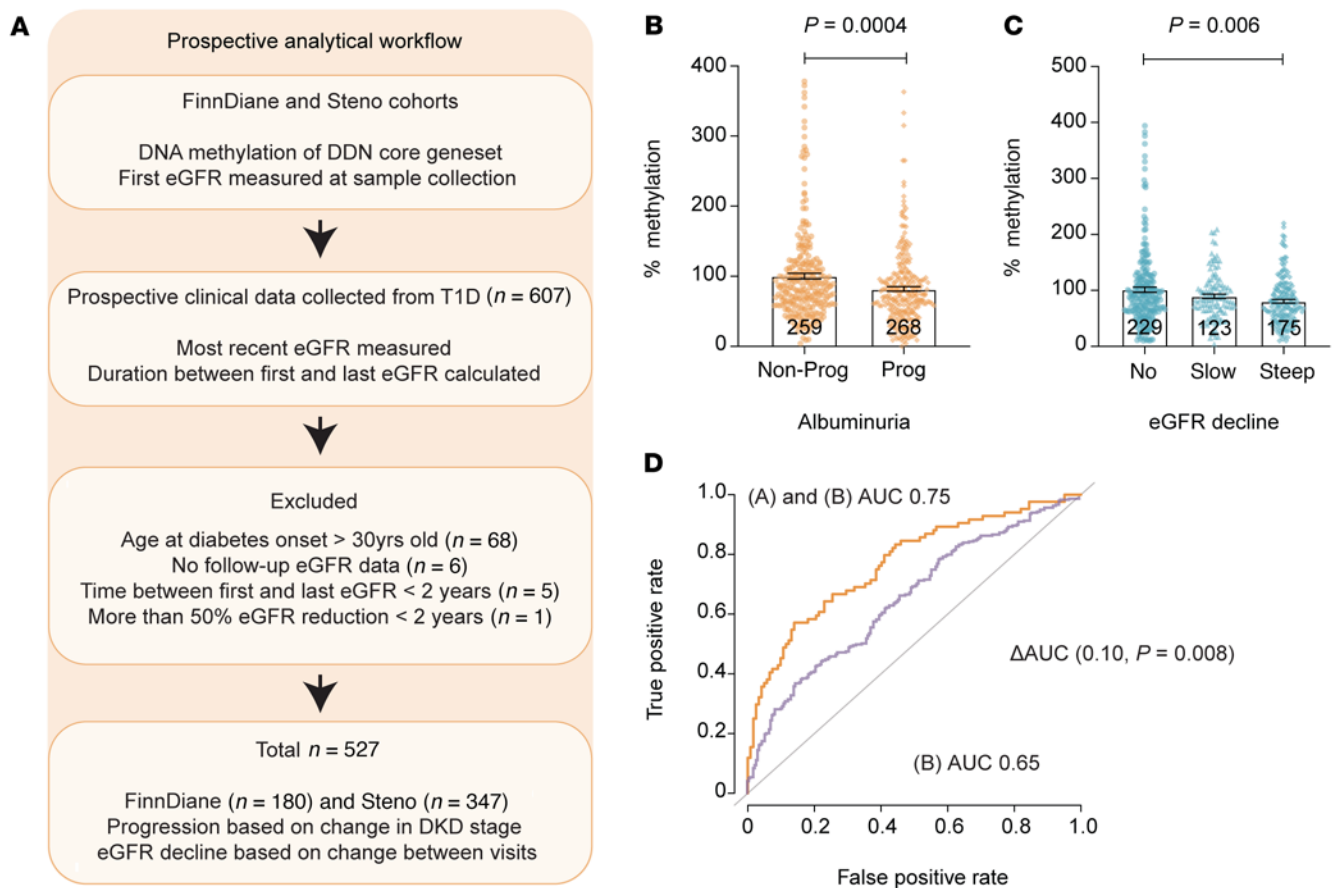 A
Prospective analytical workflow
FinnDiane and Steno cohorts
DNA methylation of DDN core geneset
First eGFR measured at sample collection
Prospective clinical data collected from T1D (n = 607)
Most recent eGFR measured
Duration between first and last eGFR calculated
Excluded
Age at diabetes onset > 30yrs old (n = 68)
No follow-up eGFR data (n = 6)
Time between first and last eGFR < 2 years (n = 5)
More than 50% eGFR reduction < 2 years (n = 1)
Total n = 527
FinnDiane (n = 180) and Steno (n = 347)
Progression based on change in DKD stage
eGFR decline based on change between visits
B
P = 0.0004
% methylation
400
300
200
100
0
259
268
Non-Prog
Prog
Albuminuria
C
P = 0.006
% methylation
500
400
300
200
100
0
229
123
175
No
Slow
Steep
eGFR decline
D
(A) and (B) AUC 0.75
ΔAUC (0.10, P = 0.008)
(B) AUC 0.65
True positive rate
1.0
0.8
0.6
0.4
0.2
0
0
0.2
0.4
0.6
0.8
1.0
False positive rate